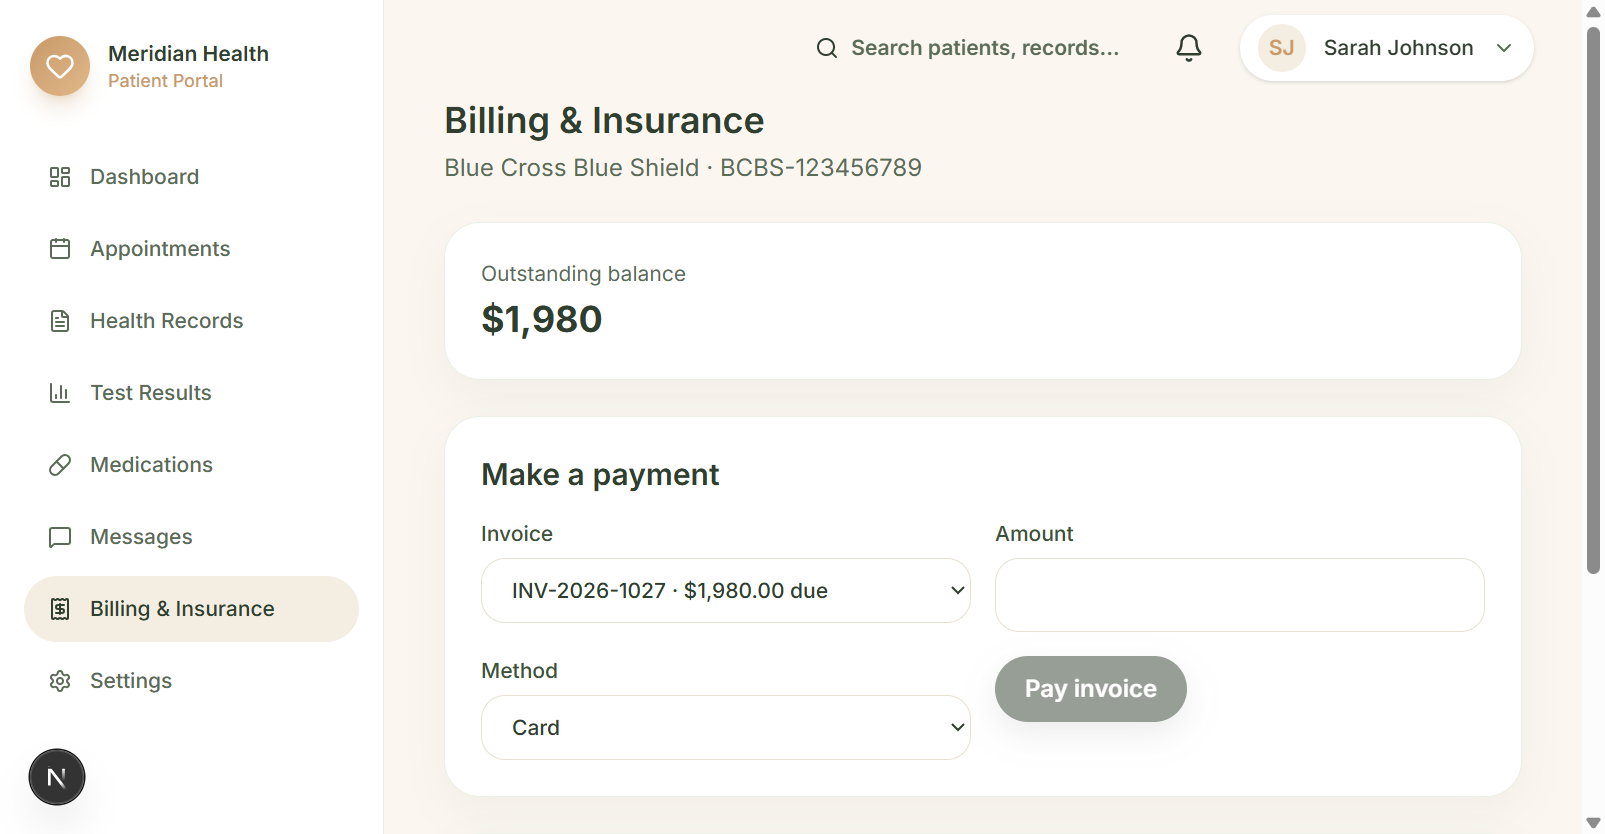 Meridian Health
Patient Portal
Dashboard
Appointments
Health Records
Test Results
Medications
Messages
Billing & Insurance
Settings
N
Search patients, records...
SJ
Sarah Johnson
Billing & Insurance
Blue Cross Blue Shield · BCBS-123456789
Outstanding balance
$1,980
Make a payment
Invoice
INV-2026-1027 · $1,980.00 due
Amount
Method
Card
Pay invoice